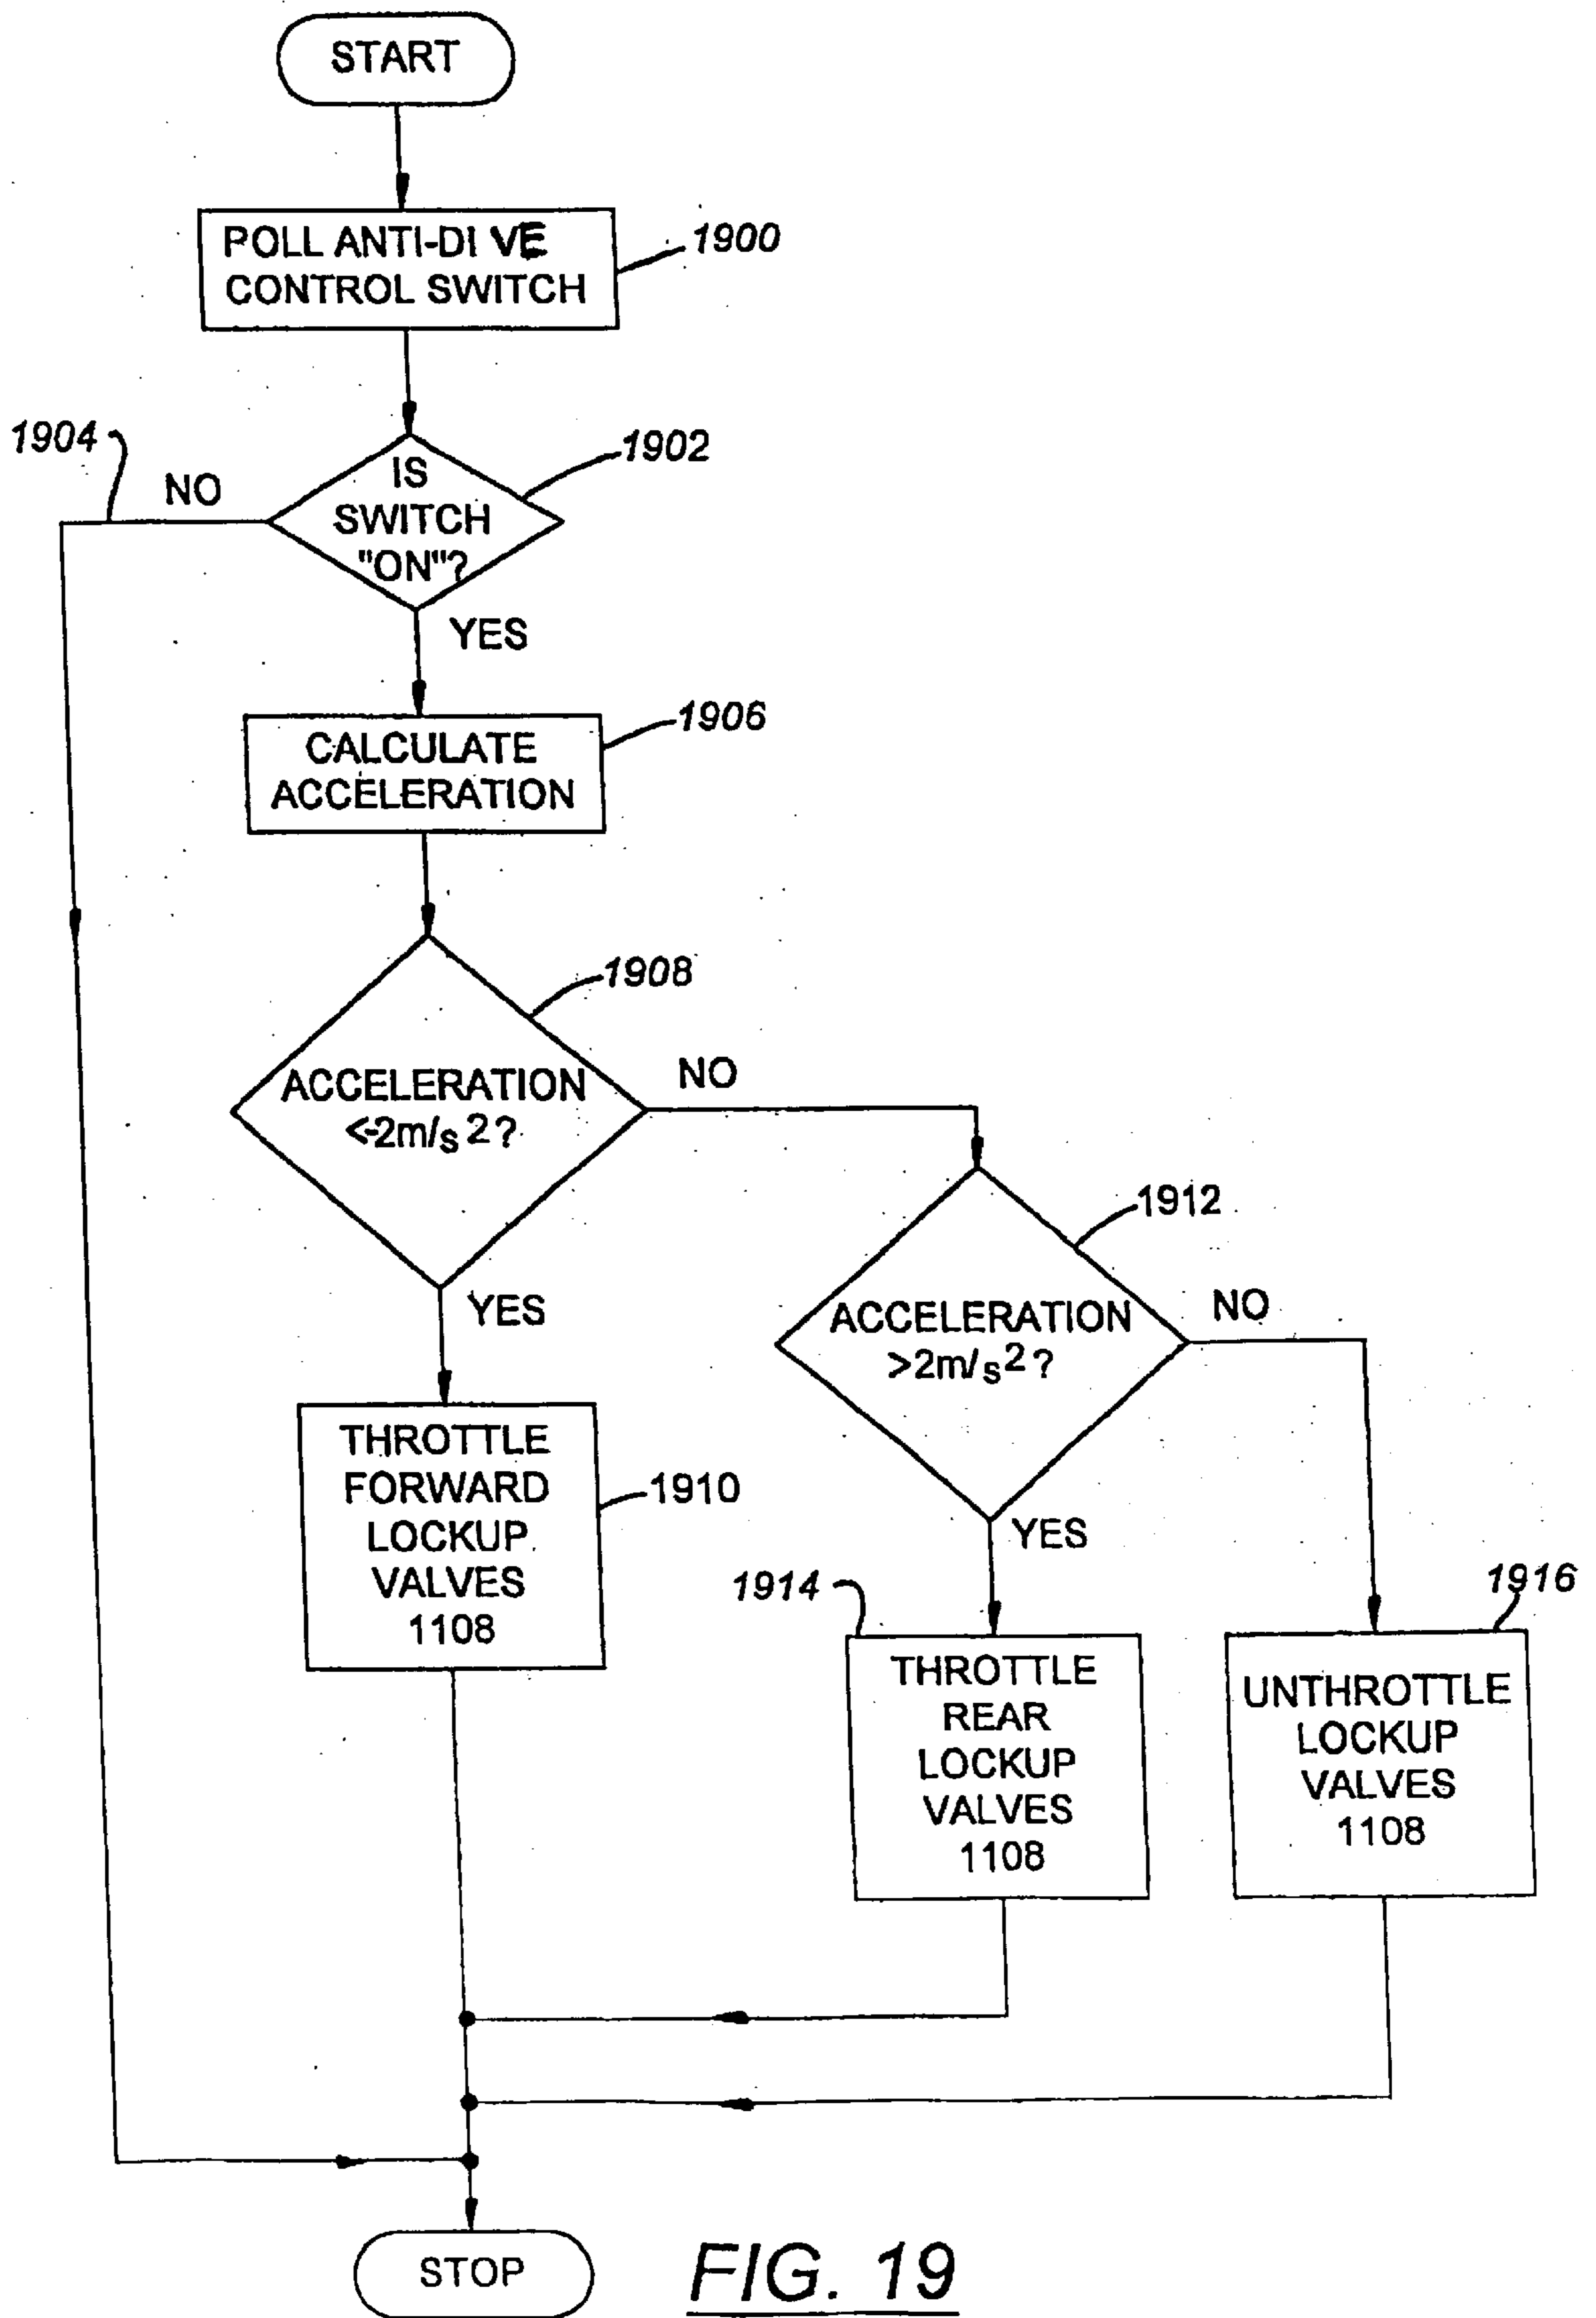 START
POLL ANTI-DI VE
CONTROL SWITCH
1900
1904
NO
1902
IS
SWITCH
"ON"?
YES
1906
CALCULATE
ACCELERATION
1908
ACCELERATION
<-2m/s2?
NO
1912
YES
ACCELERATION
>2m/s2?
NO
THROTTLE
FORWARD
LOCKUP
VALVES
1108
1910
YES
1914
1916
THROTTLE
REAR
LOCKUP
VALVES
1108
UNTHROTTLE
LOCKUP
VALVES
1108
STOP
FIG. 19